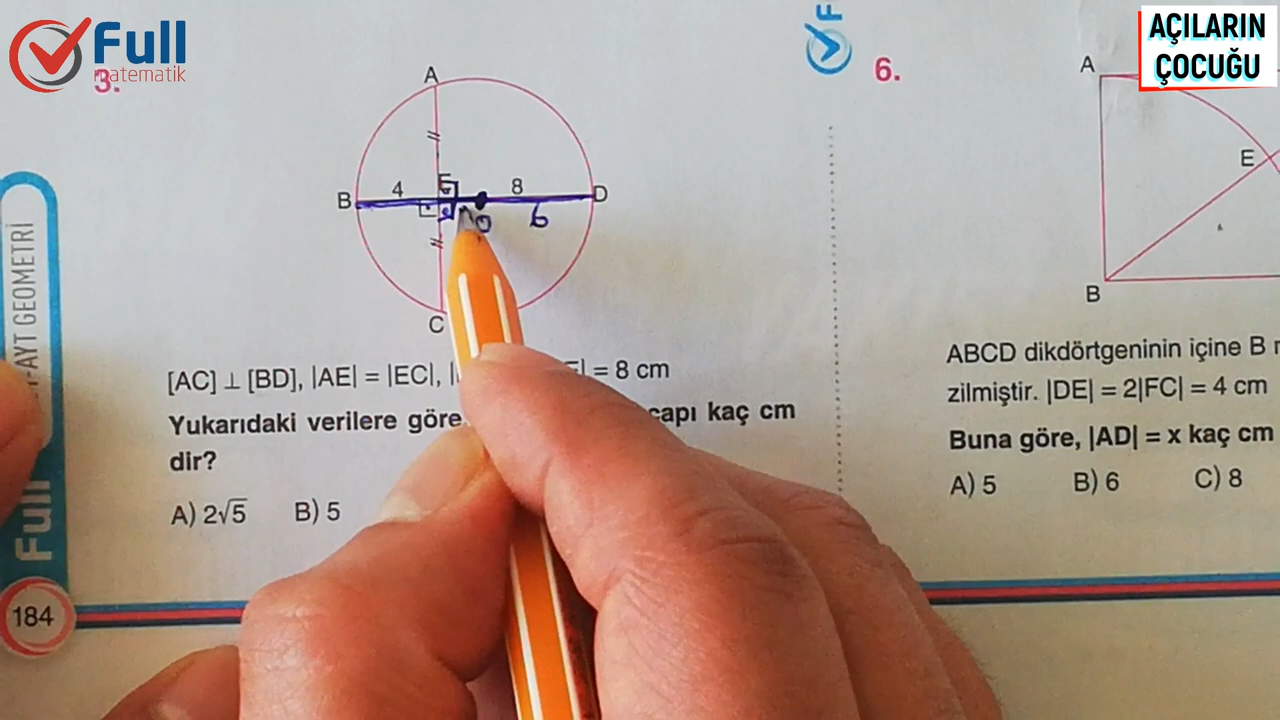 Full
matematik
AÇILARIN
ÇOCUĞU
184
Full
AYT GEOMETRİ
3.
A
B
4
E
8
D
O
6
C
[AC] ⊥ [BD], |AE| = |EC|, | | = 8 cm
Yukarıdaki verilere göre, kaç cm
dir?
A) 2√5 B) 5
6.
A
E
B
ABCD dikdörtgeninin içine B
zilmiştir. |DE| = 2|FC| = 4 cm
Buna göre, |AD| = x kaç cm
A) 5 B) 6 C) 8